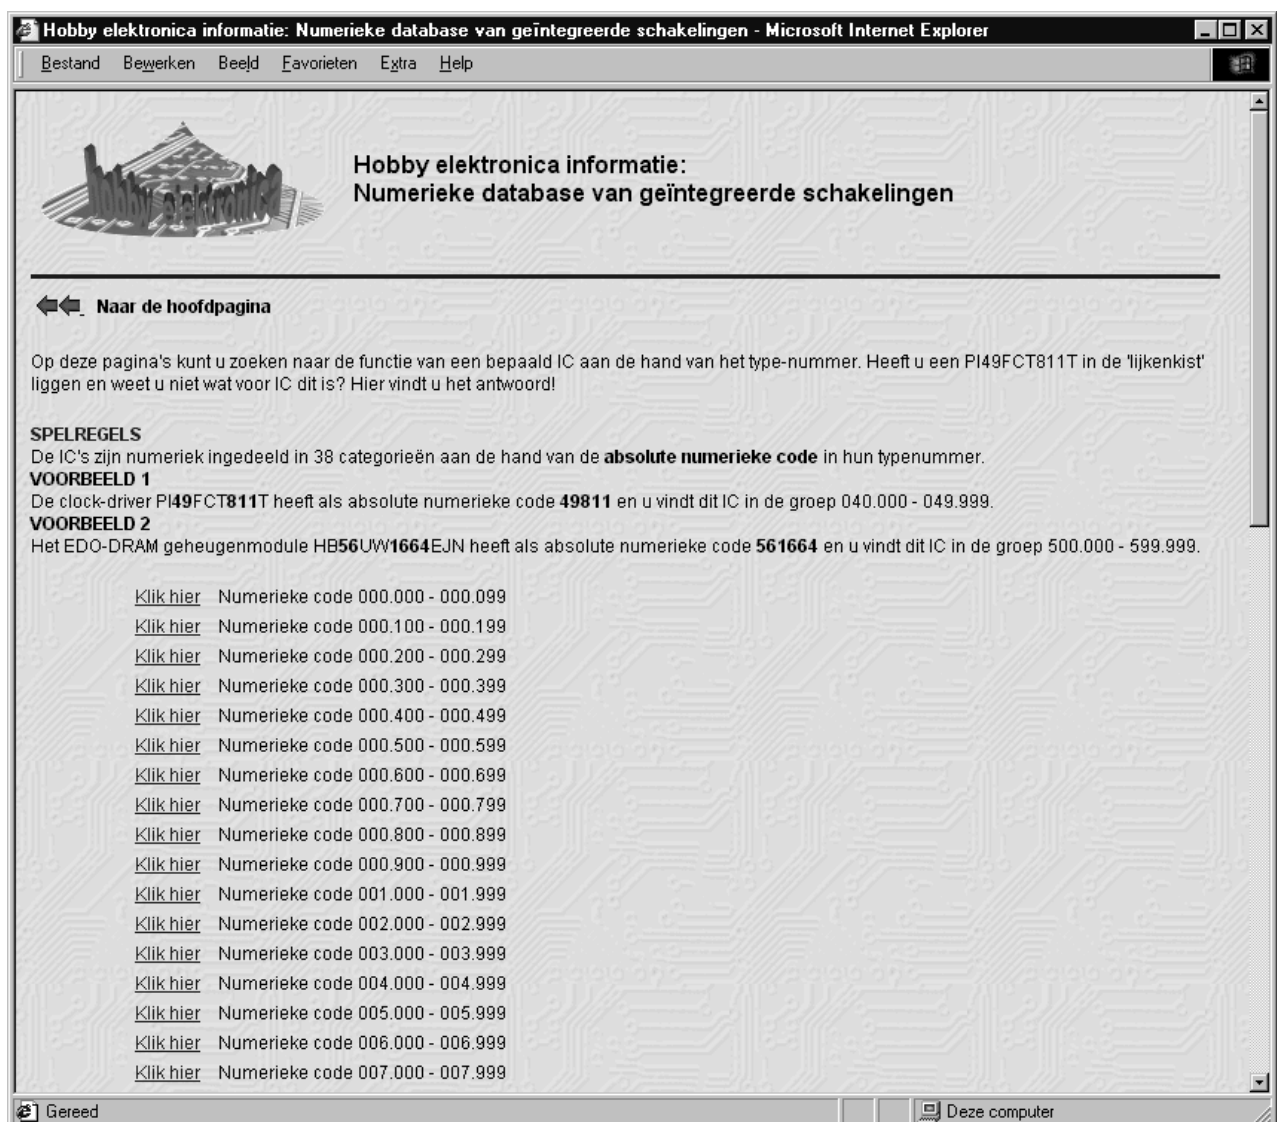 Hobby elektronica informatie: Numerieke database van geïntegreerde schakelingen - Microsoft Internet Explorer
Bestand Bewerken Beeld Favorieten Extra Help
hobby elektronica
Hobby elektronica informatie:
Numerieke database van geïntegreerde schakelingen
Naar de hoofdpagina
Op deze pagina's kunt u zoeken naar de functie van een bepaald IC aan de hand van het type-nummer. Heeft u een PI49FCT811T in de 'lijkenkist'
liggen en weet u niet wat voor IC dit is? Hier vindt u het antwoord!
SPELREGELS
De IC's zijn numeriek ingedeeld in 38 categorieën aan de hand van de absolute numerieke code in hun typenummer.
VOORBEELD 1
De clock-driver PI49FCT811T heeft als absolute numerieke code 49811 en u vindt dit IC in de groep 040.000 - 049.999.
VOORBEELD 2
Het EDO-DRAM geheugenmodule HB56UW1664EJN heeft als absolute numerieke code 561664 en u vindt dit IC in de groep 500.000 - 599.999.
Klik hier Numerieke code 000.000 - 000.099
Klik hier Numerieke code 000.100 - 000.199
Klik hier Numerieke code 000.200 - 000.299
Klik hier Numerieke code 000.300 - 000.399
Klik hier Numerieke code 000.400 - 000.499
Klik hier Numerieke code 000.500 - 000.599
Klik hier Numerieke code 000.600 - 000.699
Klik hier Numerieke code 000.700 - 000.799
Klik hier Numerieke code 000.800 - 000.899
Klik hier Numerieke code 000.900 - 000.999
Klik hier Numerieke code 001.000 - 001.999
Klik hier Numerieke code 002.000 - 002.999
Klik hier Numerieke code 003.000 - 003.999
Klik hier Numerieke code 004.000 - 004.999
Klik hier Numerieke code 005.000 - 005.999
Klik hier Numerieke code 006.000 - 006.999
Klik hier Numerieke code 007.000 - 007.999
Gereed Deze computer